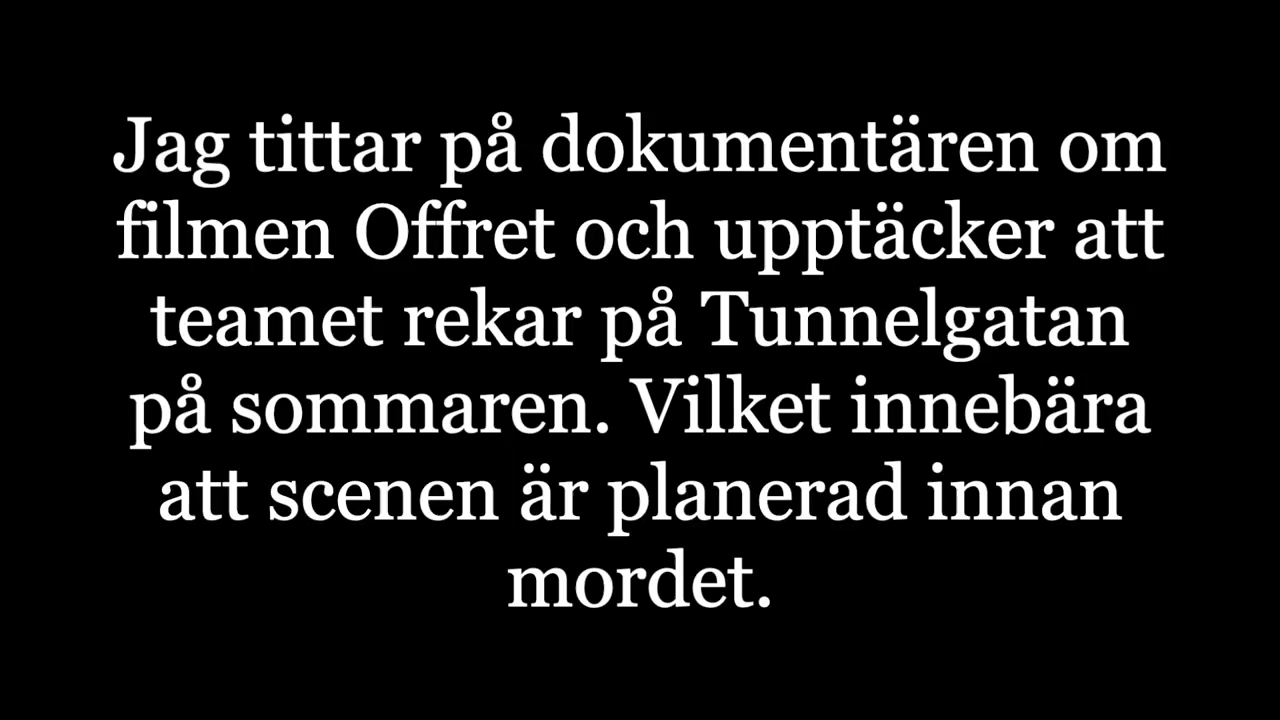 Jag tittar på dokumentären om
filmen Offret och upptäcker att
teamet rekar på Tunnelgatan
på sommaren. Vilket innebära
att scenen är planerad innan
mordet.